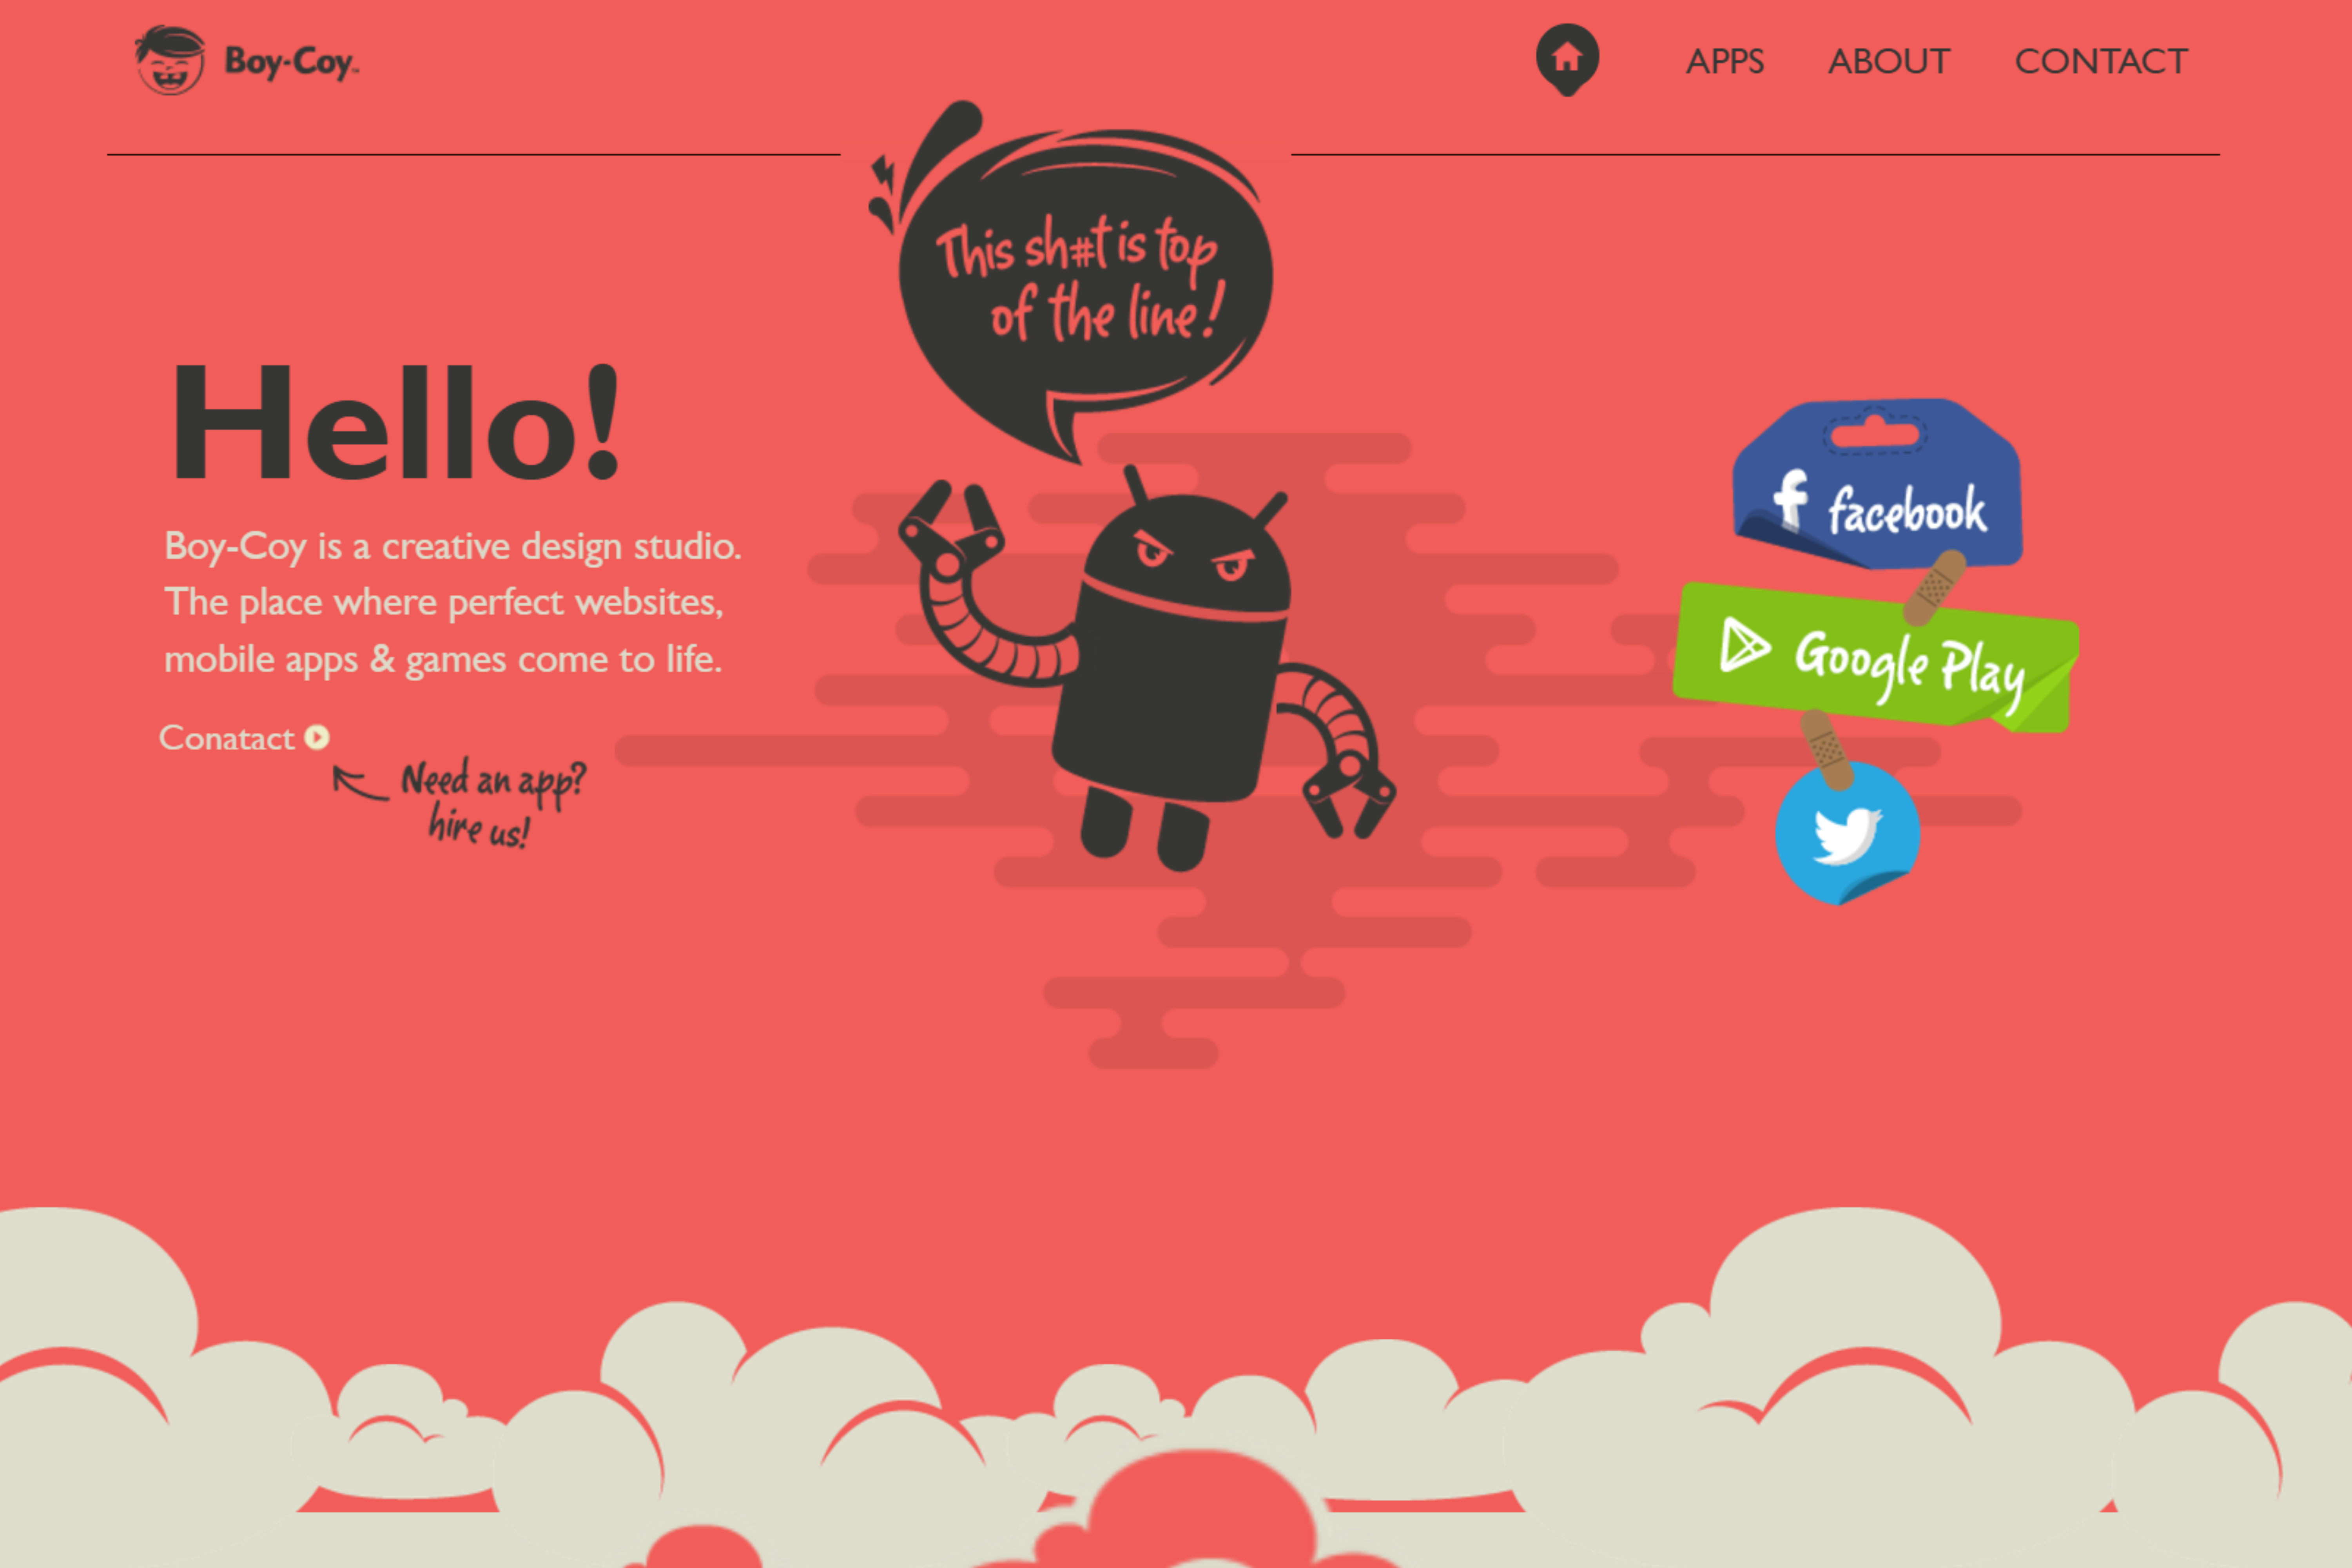 Boy-Coy™
APPS ABOUT CONTACT
This sh#t is top
of the line!
Hello!
Boy-Coy is a creative design studio.
The place where perfect websites,
mobile apps & games come to life.
Conatact
Need an app?
hire us!
f facebook
Google Play